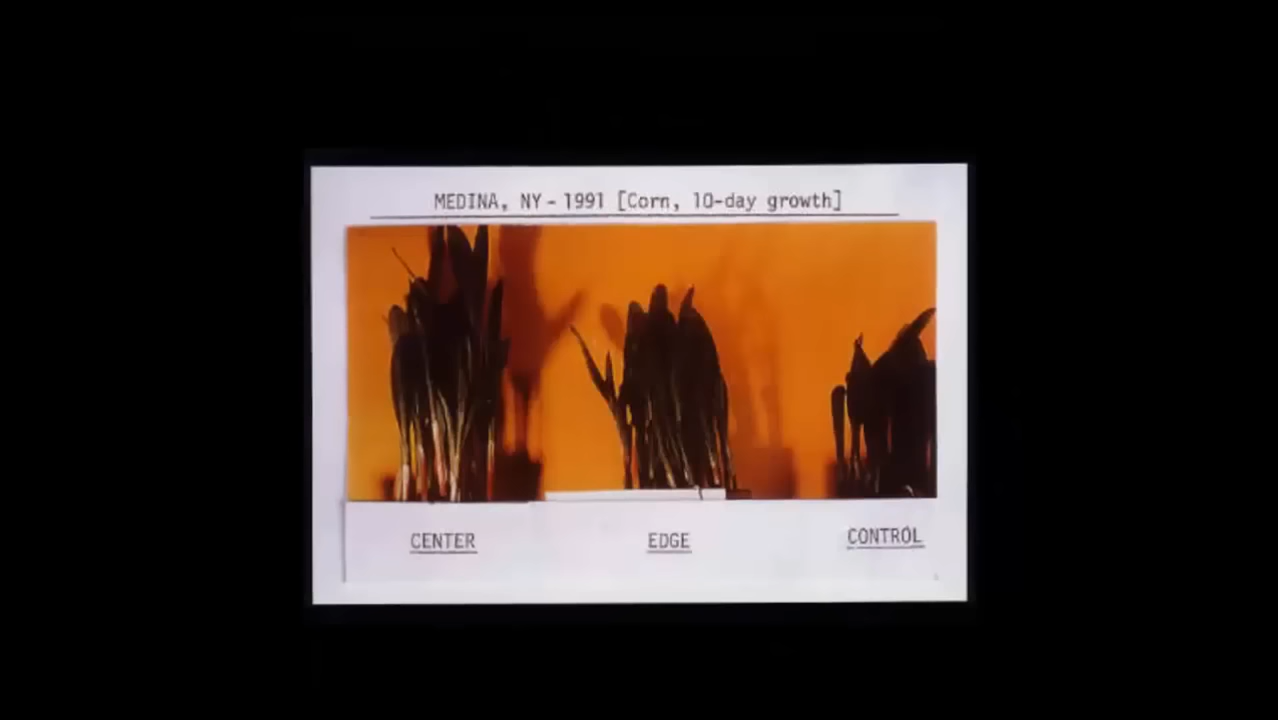 MEDINA, NY - 1991 [Corn, 10-day growth]
CENTER
EDGE
CONTROL